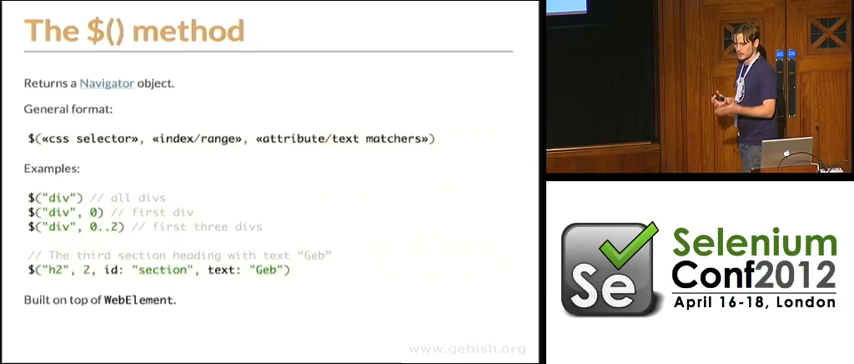 The $() method
Returns a Navigator object.
General format:
$(«css selector», «index/range», «attribute/text matchers»)
Examples:
$("div") // all divs
$("div", 0) // first div
$("div", 0..2) // first three divs
// The third section heading with text “Geb”
$("h2", 2, id: "section", text: "Geb")
Built on top of WebElement.
www.gebish.org
Se
Selenium
Conf2012
April 16-18, London